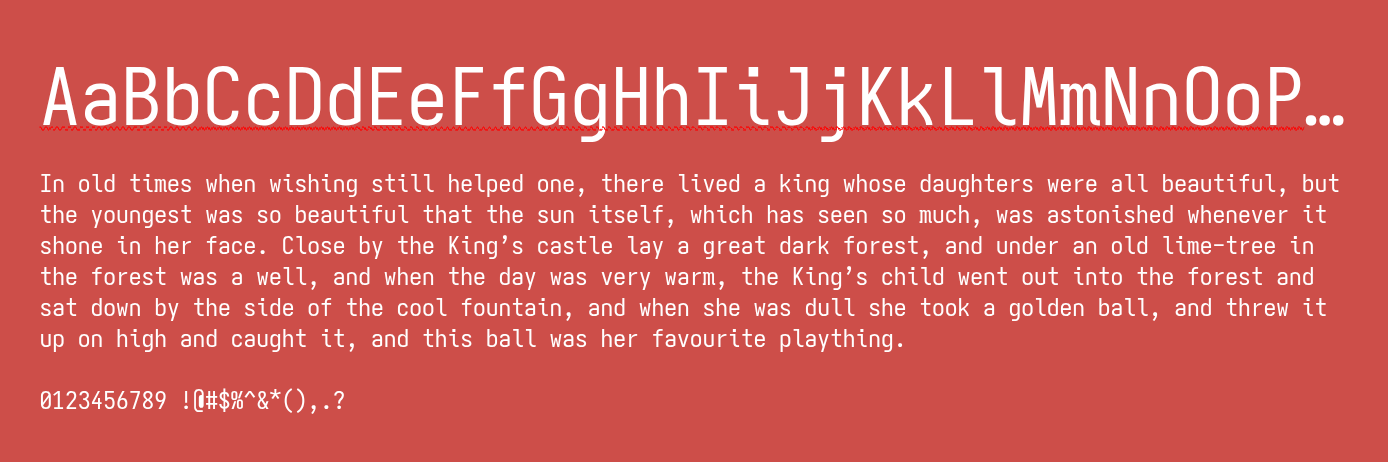 AaBbCcDdEeFfGgHhIiJjKkLlMmNnOoP…
In old times when wishing still helped one, there lived a king whose daughters were all beautiful, but
the youngest was so beautiful that the sun itself, which has seen so much, was astonished whenever it
shone in her face. Close by the King’s castle lay a great dark forest, and under an old lime-tree in
the forest was a well, and when the day was very warm, the King’s child went out into the forest and
sat down by the side of the cool fountain, and when she was dull she took a golden ball, and threw it
up on high and caught it, and this ball was her favourite plaything.
0123456789 !@#$%^&*(),.?